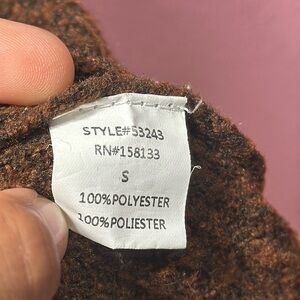 STYLE#53243
RN#158133
S
100%POLYESTER
100%POLIESTER